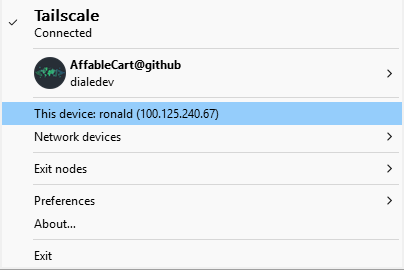 Tailscale
Connected
AffableCart@github
dialedev
This device: ronald (100.125.240.67)
Network devices
Exit nodes
Preferences
About...
Exit